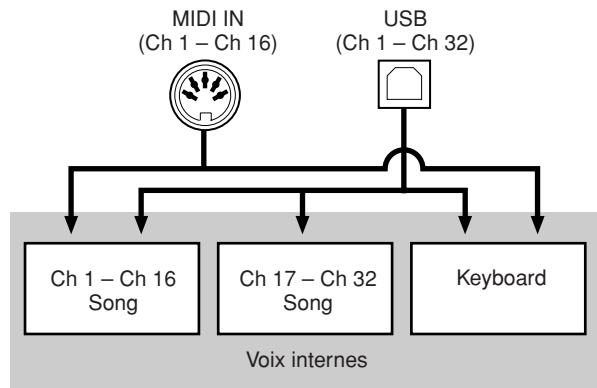 MIDI IN
(Ch 1 – Ch 16)
USB
(Ch 1 – Ch 32)
Ch 1 – Ch 16
Song
Ch 17 – Ch 32
Song
Keyboard
Voix internes